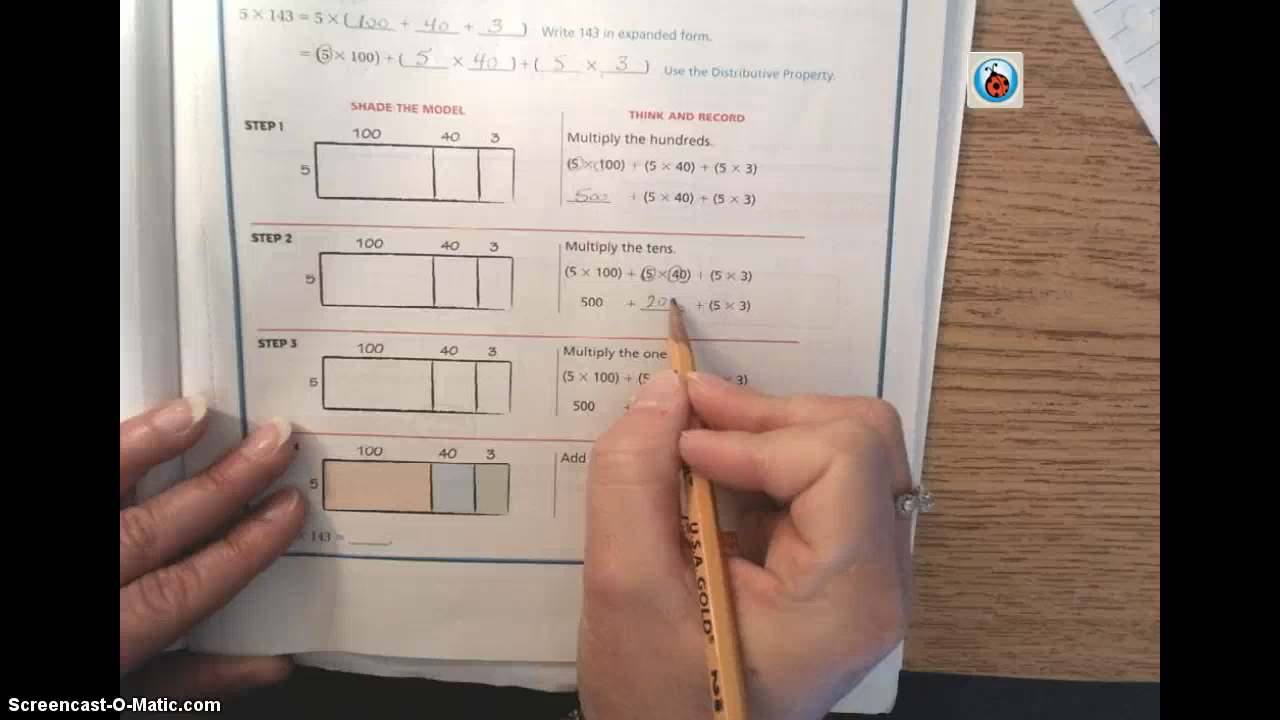 5 × 143 = 5 × ( 100 + 40 + 3 ) Write 143 in expanded form.
= (5 × 100) + ( 5 × 40 ) + ( 5 × 3 ) Use the Distributive Property.
SHADE THE MODEL
THINK AND RECORD
STEP 1
100 40 3
5
Multiply the hundreds.
(5 × 100) + (5 × 40) + (5 × 3)
500 + (5 × 40) + (5 × 3)
STEP 2
100 40 3
5
Multiply the tens.
(5 × 100) + (5 × 40) + (5 × 3)
500 + 20 + (5 × 3)
STEP 3
100 40 3
5
Multiply the one
(5 × 100) + (5 3)
500 +
100 40 3
5
Add
× 143 = ____.
U.S.A. GOLD
Screencast-O-Matic.com